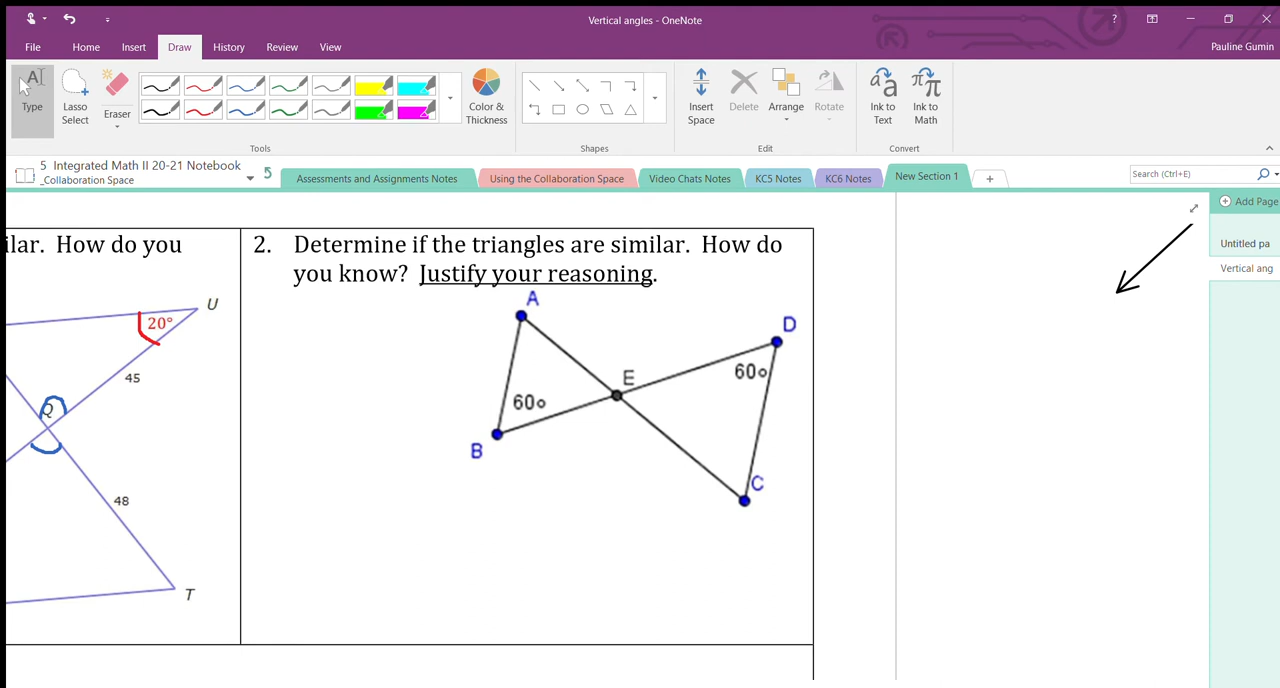 Vertical angles - OneNote
?
Pauline Gumin
File Home Insert Draw History Review View
Type
Lasso Select
Eraser
Color & Thickness
Insert Space
Delete
Arrange
Rotate
Ink to Text
Ink to Math
Tools
Shapes
Edit
Convert
5 Integrated Math II 20-21 Notebook
_Collaboration Space
5
Assessments and Assignments Notes
Using the Collaboration Space
Video Chats Notes
KC5 Notes
KC6 Notes
New Section 1
+
Search (Ctrl+E)
Add Page
Untitled pa
Vertical ang
ilar. How do you
U
20°
45
Q
48
T
2. Determine if the triangles are similar. How do
you know? Justify your reasoning.
A
D
E
60o
60o
B
C